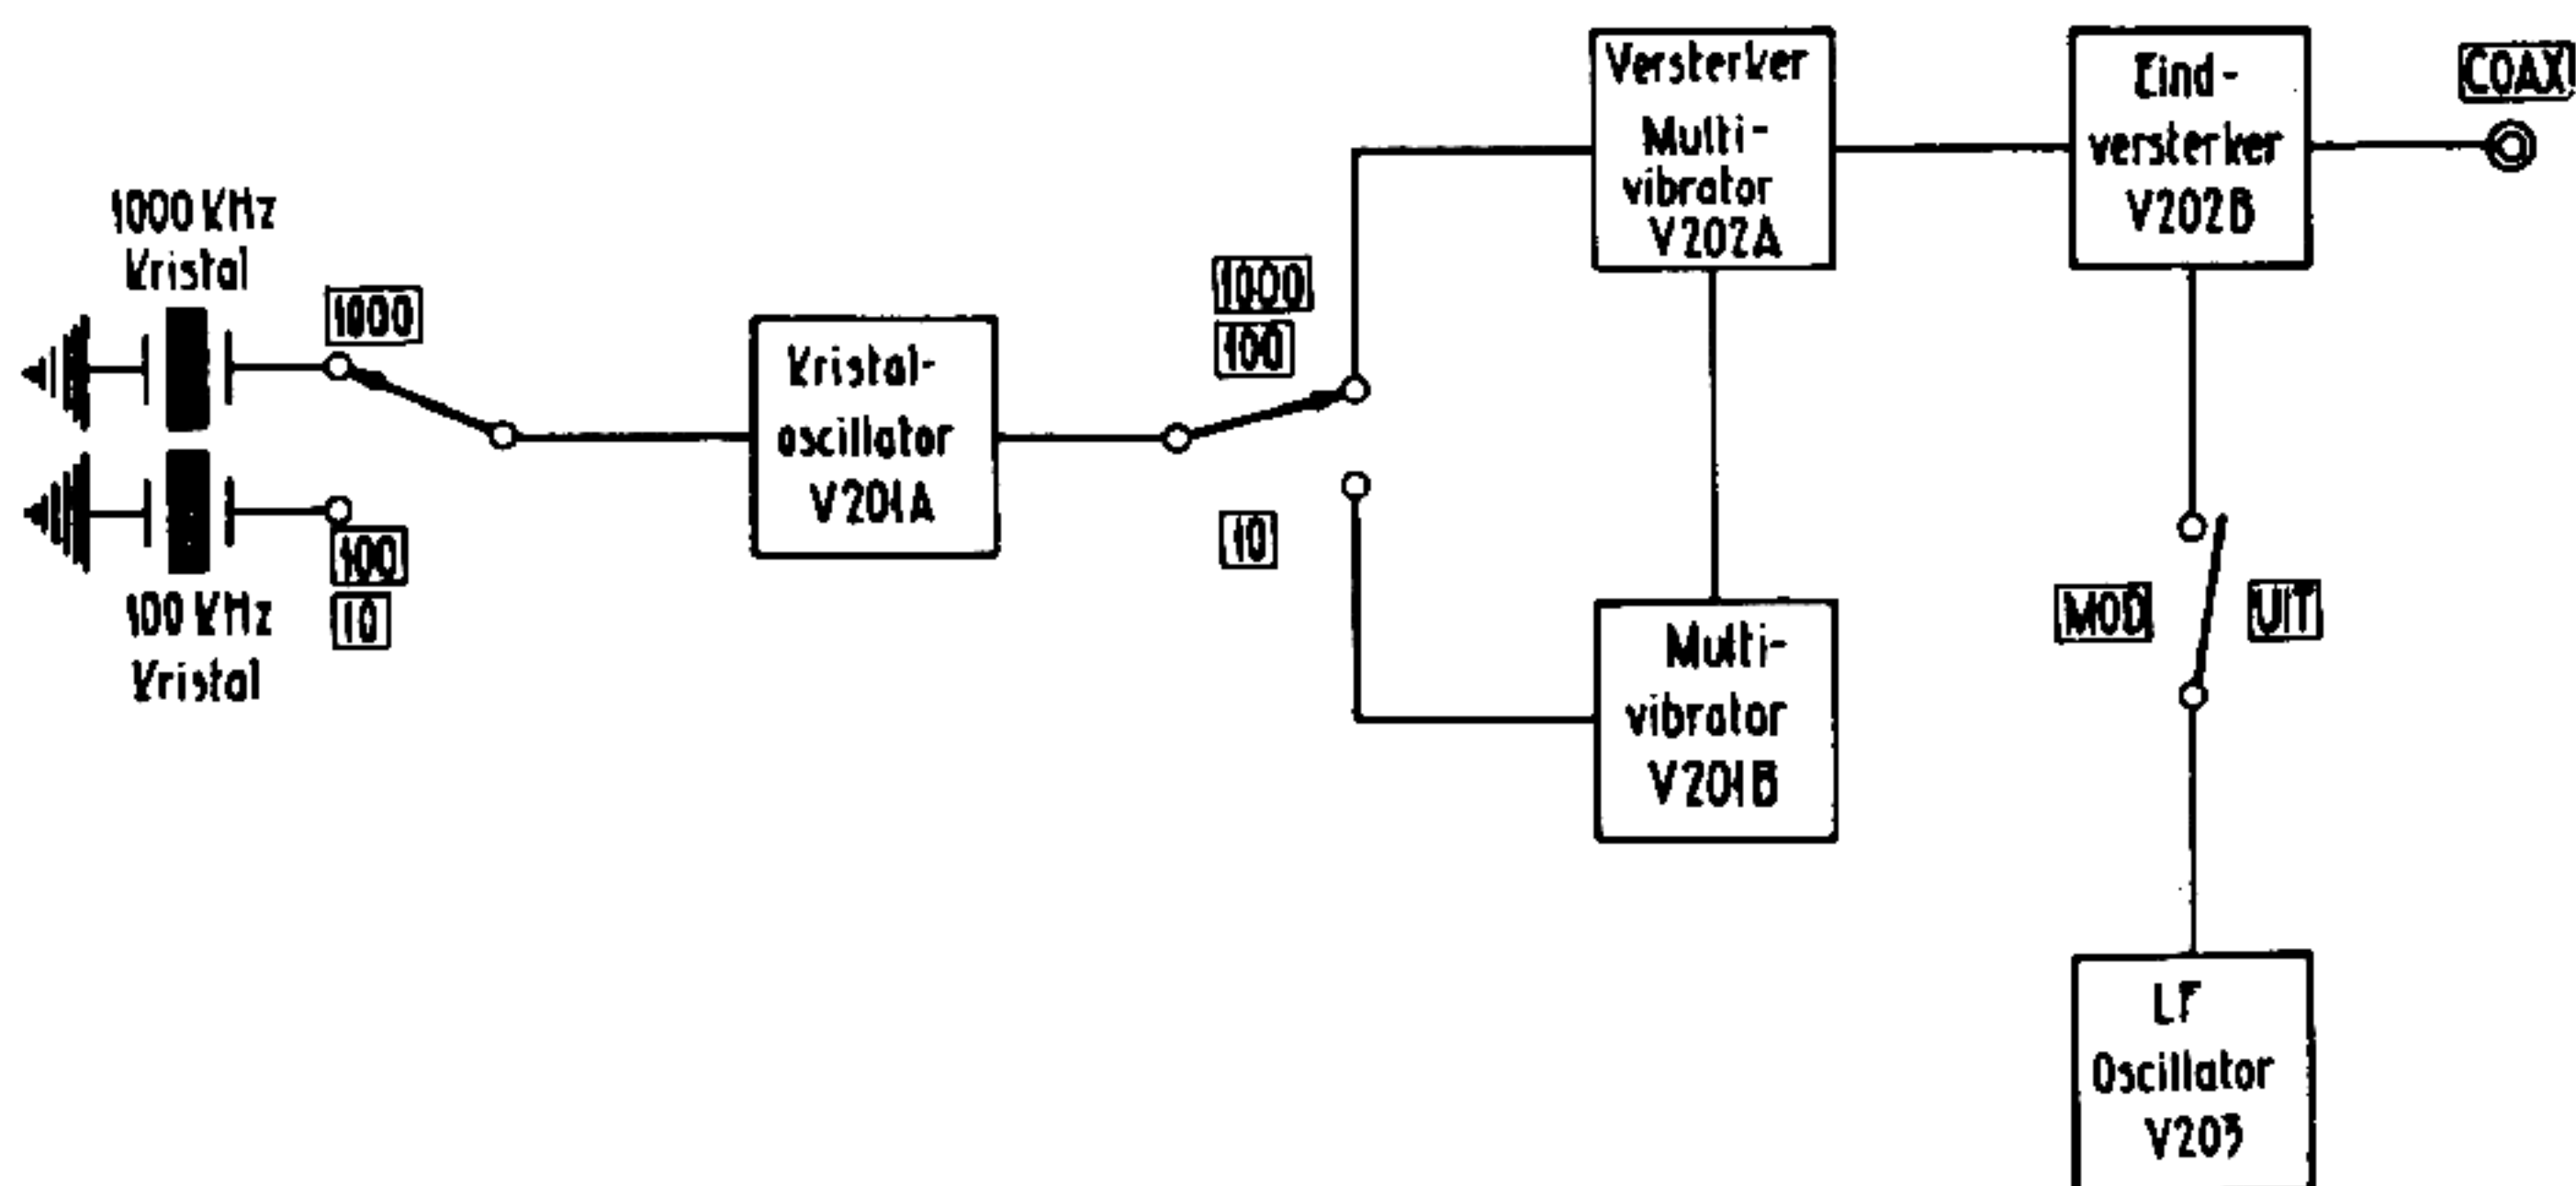 1000 KHz
Kristal
1000
100
10
100 KHz
Kristal
Kristal-
oscillator
V201A
1000
100
10
Versterker
Multi-
vibrator
V202A
Multi-
vibrator
V201B
Eind-
versterker
V202B
COAX
MOD
UIT
LF
Oscillator
V203